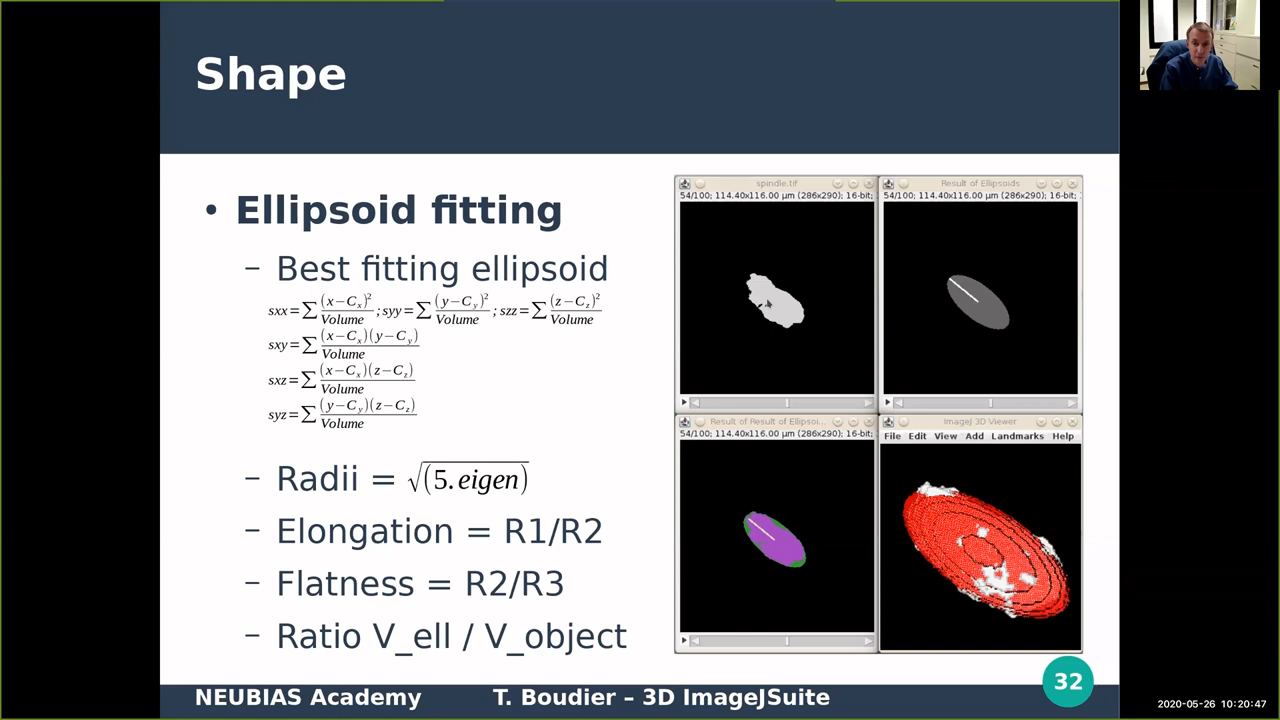 Shape
• Ellipsoid fitting
– Best fitting ellipsoid
sxx=∑(x−Cx)²/Volume ; syy=∑(y−Cy)²/Volume ; szz=∑(z−Cz)²/Volume
sxy=∑(x−Cx)(y−Cy)/Volume
sxz=∑(x−Cx)(z−Cz)/Volume
syz=∑(y−Cy)(z−Cz)/Volume
– Radii = √(5.eigen)
– Elongation = R1/R2
– Flatness = R2/R3
– Ratio V_ell / V_object
spindle.tif
54/100; 114.40x116.00 µm (286x290); 16-bit;
Result of Ellipsoids
54/100; 114.40x116.00 µm (286x290); 16-bit;
Result of Result of Ellipsoi...
54/100; 114.40x116.00 µm (286x290); 16-bit;
ImageJ 3D Viewer
File Edit View Add Landmarks Help
32
NEUBIAS Academy T. Boudier – 3D ImageJSuite
2020-05-26 10:20:47